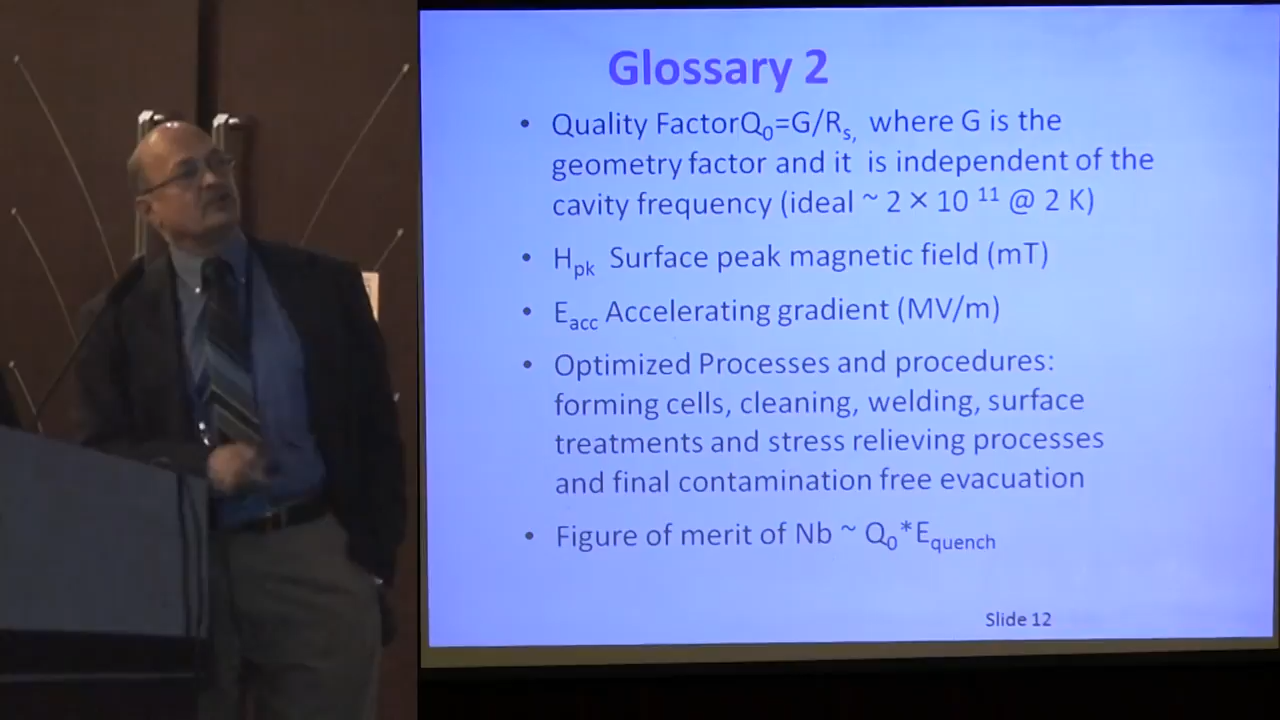 Glossary 2
• Quality FactorQ₀=G/Rₛ, where G is the
geometry factor and it is independent of the
cavity frequency (ideal ~ 2 × 10 ¹¹ @ 2 K)
• Hpk Surface peak magnetic field (mT)
• Eacc Accelerating gradient (MV/m)
• Optimized Processes and procedures:
forming cells, cleaning, welding, surface
treatments and stress relieving processes
and final contamination free evacuation
• Figure of merit of Nb ~ Q₀*Equench
Slide 12